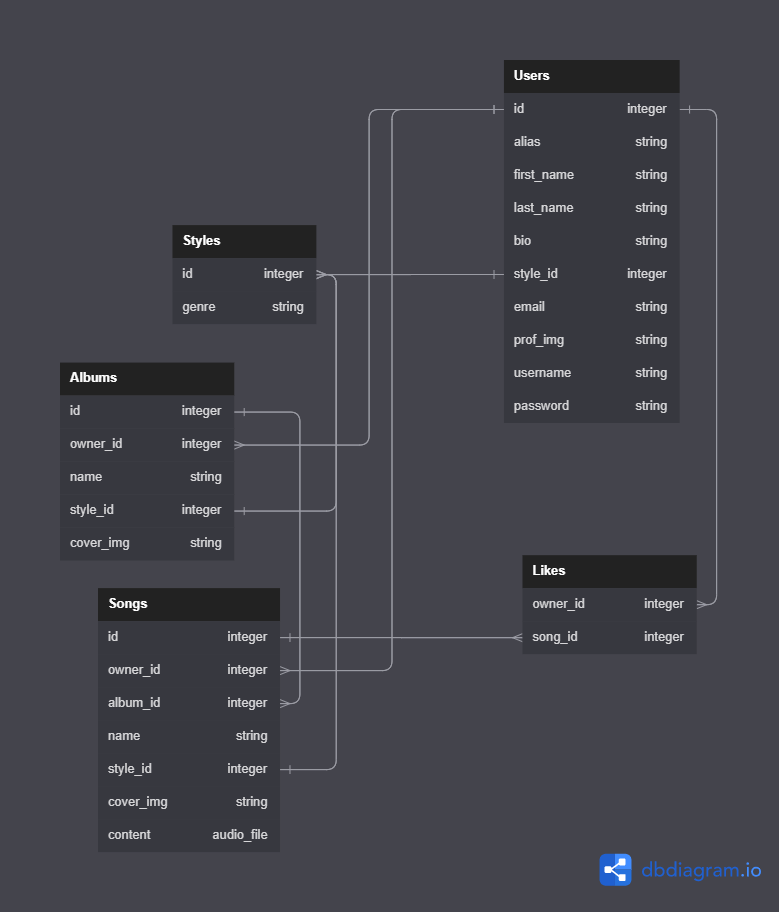 Users
id integer
alias string
first_name string
last_name string
bio string
style_id integer
email string
prof_img string
username string
password string
Styles
id integer
genre string
Albums
id integer
owner_id integer
name string
style_id integer
cover_img string
Songs
id integer
owner_id integer
album_id integer
name string
style_id integer
cover_img string
content audio_file
Likes
owner_id integer
song_id integer
dbdiagram.io